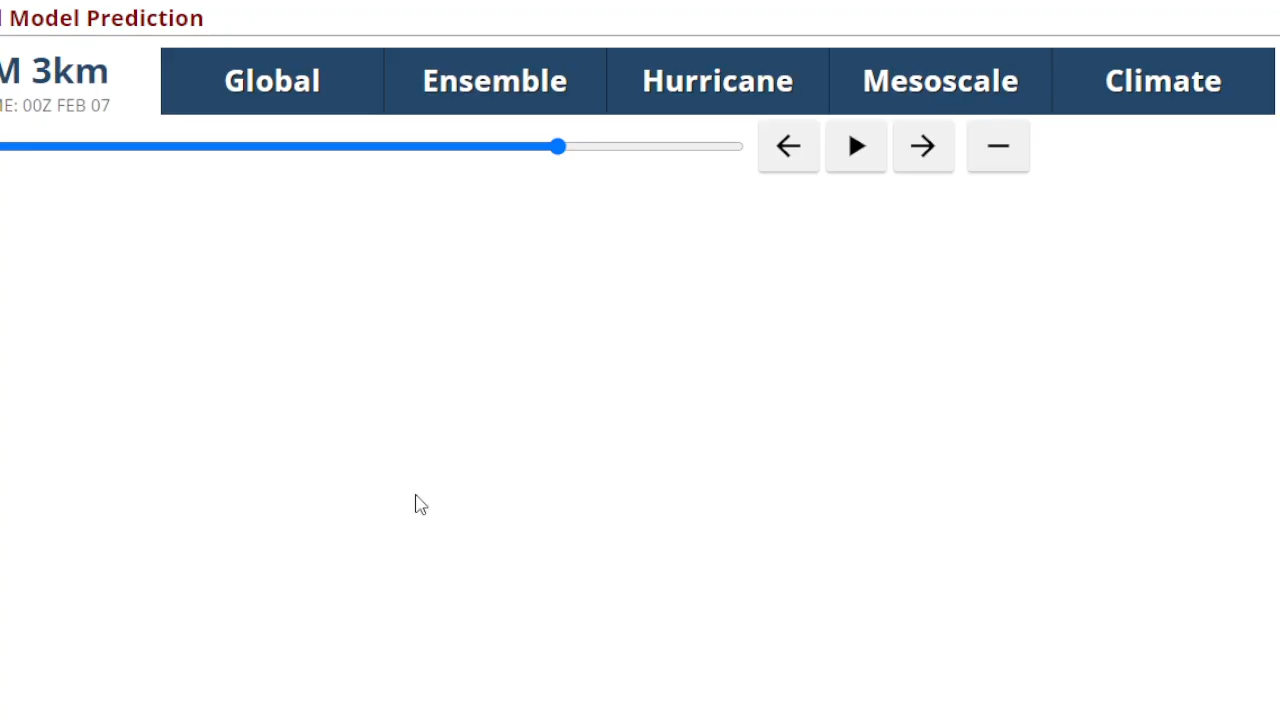 Model Prediction
3km
Global Ensemble Hurricane Mesoscale Climate
00Z FEB 07